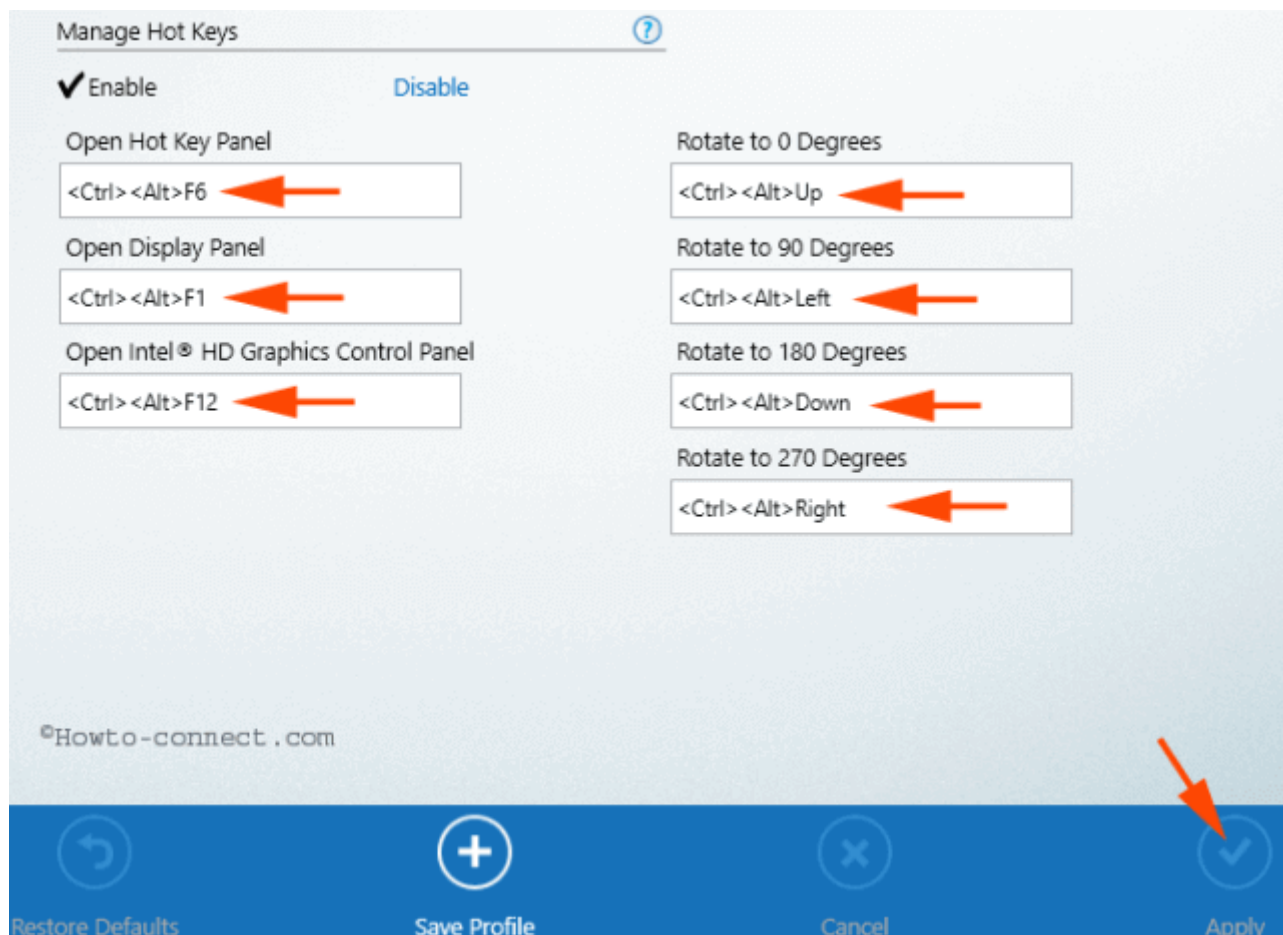 Manage Hot Keys ?
Enable Disable
Open Hot Key Panel
<Ctrl><Alt>F6
Open Display Panel
<Ctrl><Alt>F1
Open Intel® HD Graphics Control Panel
<Ctrl><Alt>F12
Rotate to 0 Degrees
<Ctrl><Alt>Up
Rotate to 90 Degrees
<Ctrl><Alt>Left
Rotate to 180 Degrees
<Ctrl><Alt>Down
Rotate to 270 Degrees
<Ctrl><Alt>Right
©Howto-connect.com
Restore Defaults Save Profile Cancel Apply